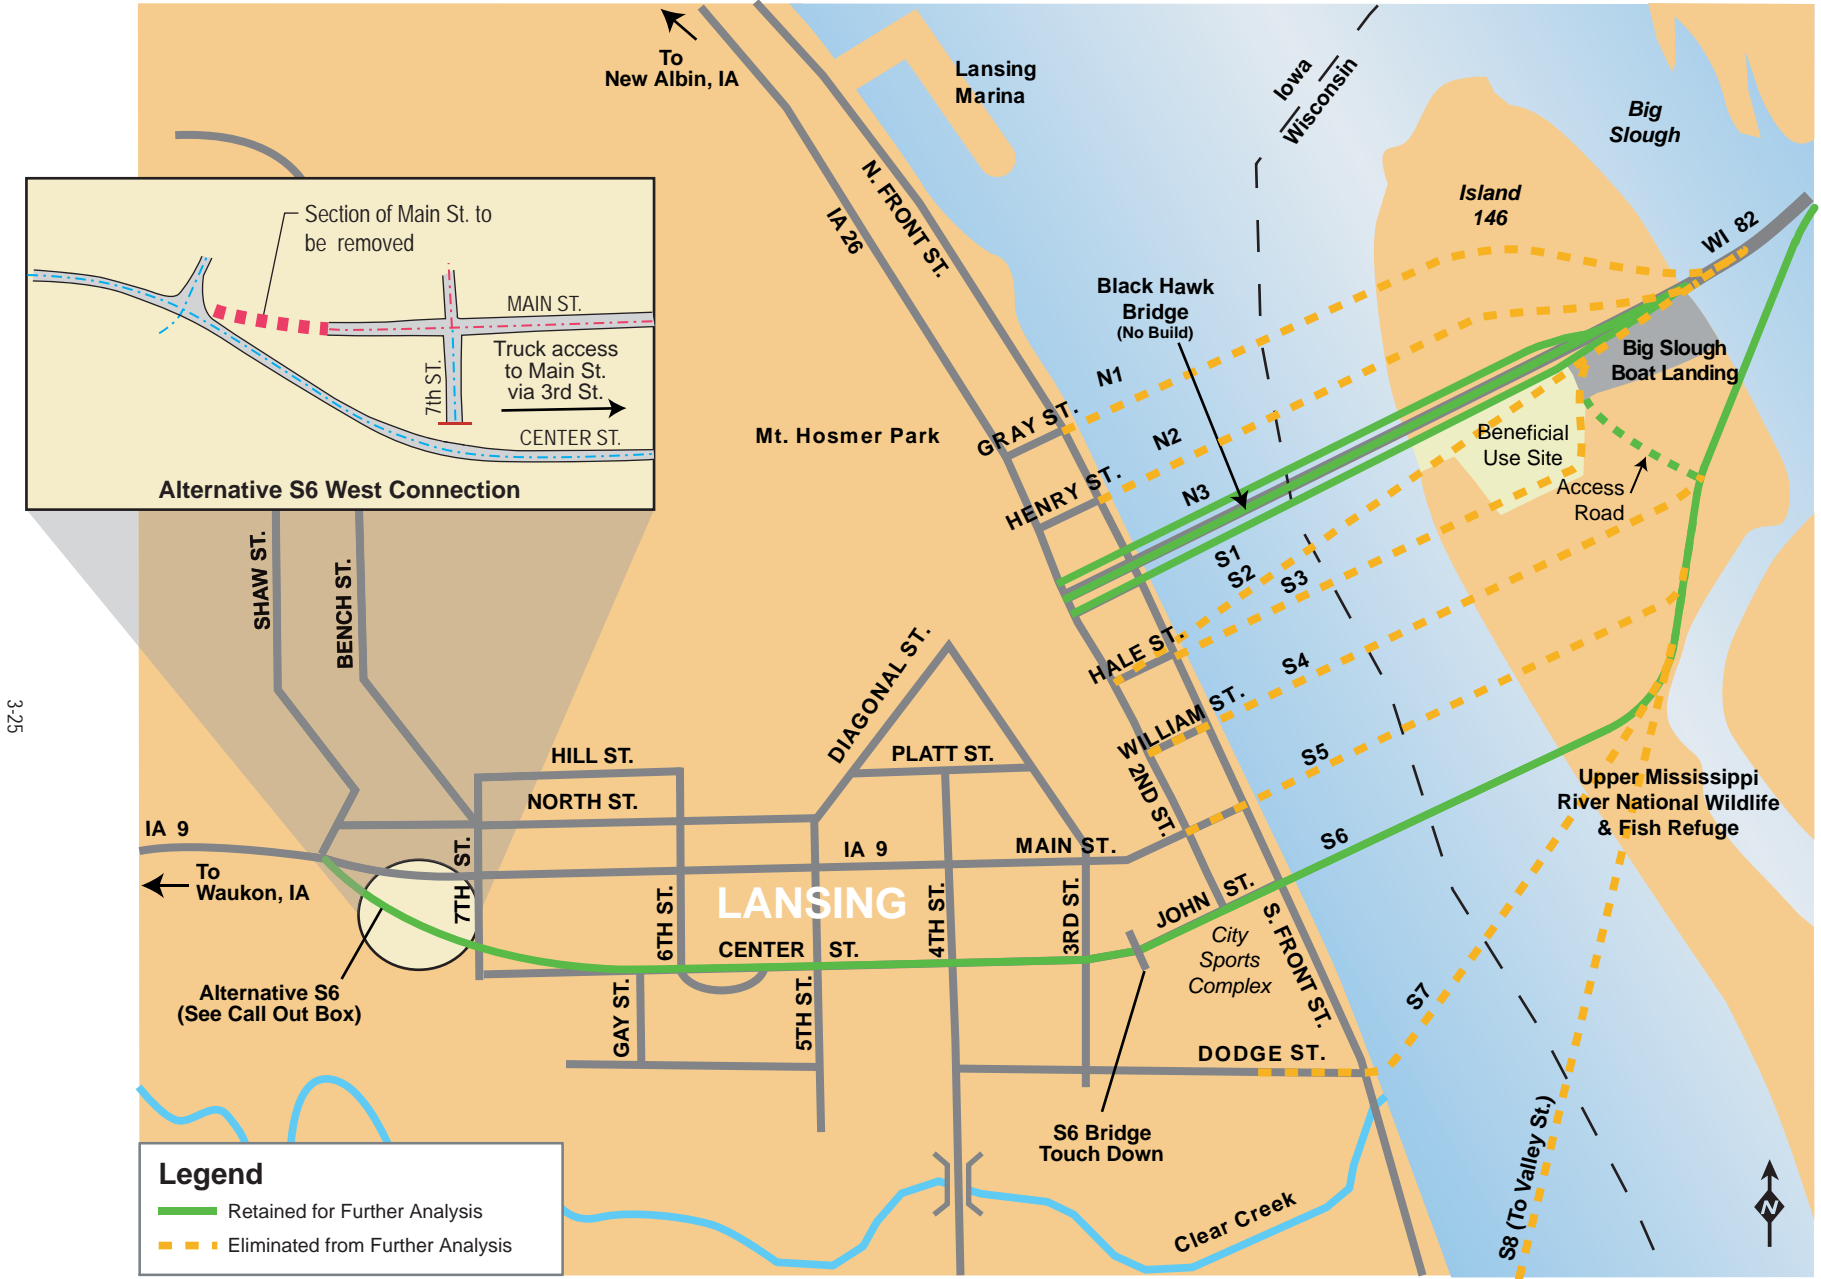 To
New Albin, IA
Lansing
Marina
Iowa
Wisconsin
Big
Slough
Island
146
WI 82
N. FRONT ST.
IA 26
Section of Main St. to
be removed
MAIN ST.
Truck access
to Main St.
via 3rd St.
7th ST.
CENTER ST.
Alternative S6 West Connection
Black Hawk
Bridge
(No Build)
N1
N2
N3
GRAY ST.
HENRY ST.
Mt. Hosmer Park
Big Slough
Boat Landing
Beneficial
Use Site
Access
Road
S1
S2
S3
S4
S5
S6
S7
S8 (To Valley St.)
SHAW ST.
BENCH ST.
HALE ST.
WILLIAM ST.
2ND ST.
DIAGONAL ST.
PLATT ST.
HILL ST.
NORTH ST.
IA 9
IA 9
MAIN ST.
To
Waukon, IA
7TH ST.
6TH ST.
LANSING
4TH ST.
3RD ST.
JOHN ST.
S. FRONT ST.
City
Sports
Complex
CENTER ST.
Alternative S6
(See Call Out Box)
GAY ST.
5TH ST.
DODGE ST.
Upper Mississippi
River National Wildlife
& Fish Refuge
S6 Bridge
Touch Down
Clear Creek
N
Legend
Retained for Further Analysis
Eliminated from Further Analysis
3-25